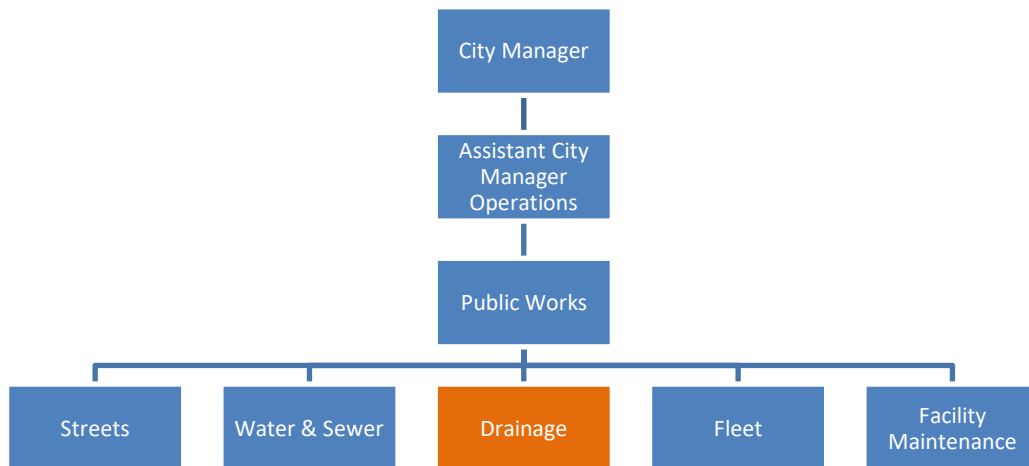 City Manager
Assistant City
Manager
Operations
Public Works
Streets
Water & Sewer
Drainage
Fleet
Facility
Maintenance